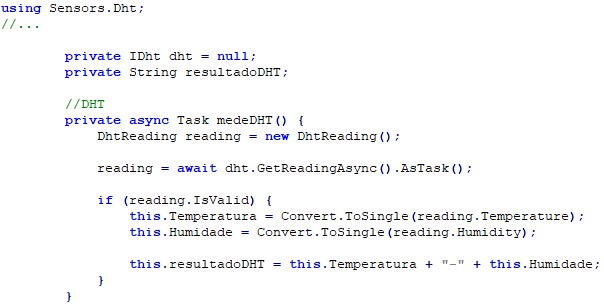 using Sensors.Dht;
//...
private IDht dht = null;
private String resultadoDHT;
//DHT
private async Task medeDHT() {
DhtReading reading = new DhtReading();
reading = await dht.GetReadingAsync().AsTask();
if (reading.IsValid) {
this.Temperatura = Convert.ToSingle(reading.Temperature);
this.Humidade = Convert.ToSingle(reading.Humidity);
this.resultadoDHT = this.Temperatura + "-" + this.Humidade;
}
}